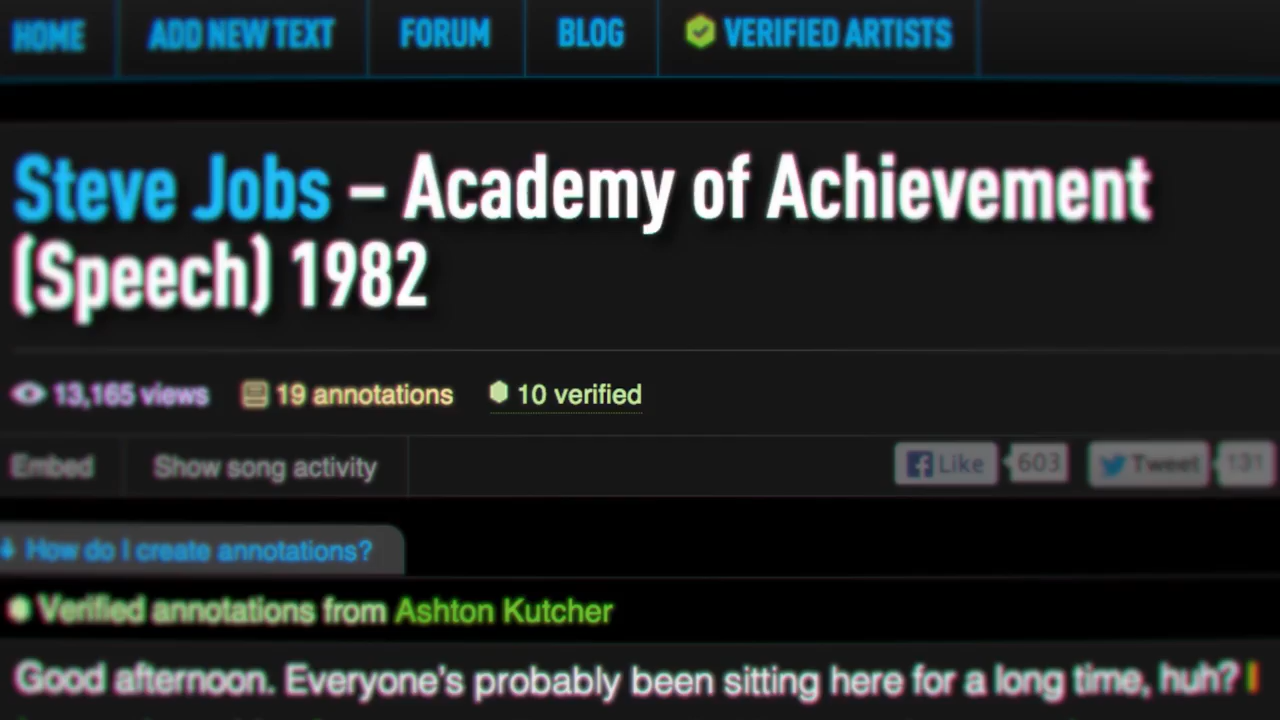 HOME ADD NEW TEXT FORUM BLOG VERIFIED ARTISTS
Steve Jobs – Academy of Achievement
(Speech) 1982
13,165 views 19 annotations 10 verified
Embed Show song activity Like 603 Tweet 131
How do I create annotations?
Verified annotations from Ashton Kutcher
Good afternoon. Everyone's probably been sitting here for a long time, huh?